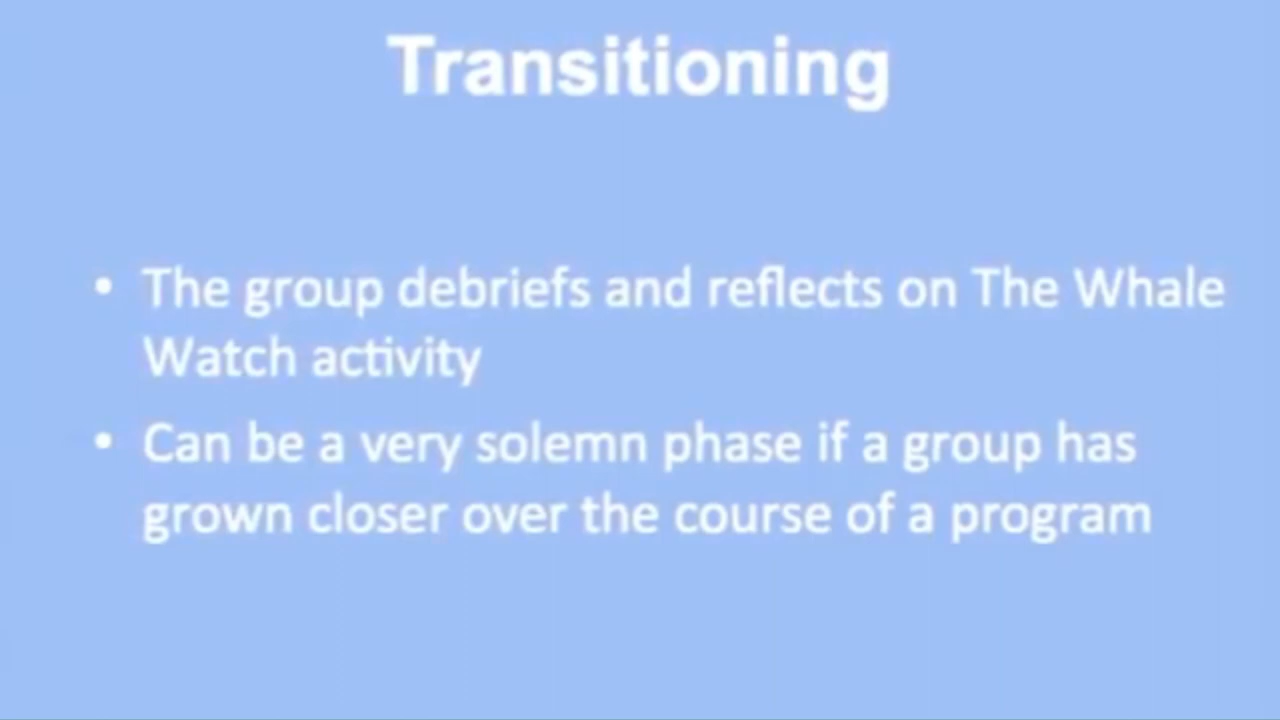 Transitioning
• The group debriefs and reflects on The Whale
Watch activity
• Can be a very solemn phase if a group has
grown closer over the course of a program